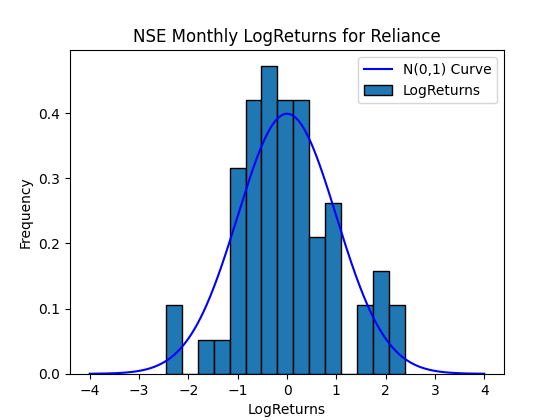 NSE Monthly LogReturns for Reliance
N(0,1) Curve
LogReturns
Frequency
0.4
0.3
0.2
0.1
0.0
−4 −3 −2 −1 0 1 2 3 4
LogReturns